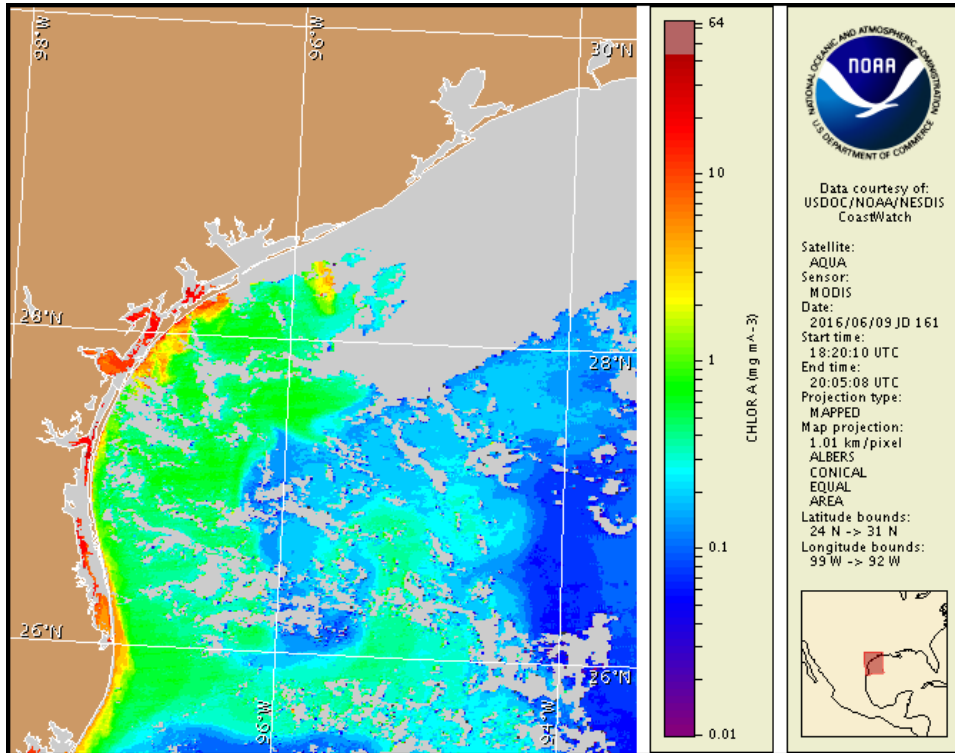 98°W
96°W
30°N
28°N
28°N
26°N
26°N
96°W
94°W
64
10
1
0.1
0.01
CHLOR A (mg m^-3)
NATIONAL OCEANIC AND ATMOSPHERIC ADMINISTRATION
NOAA
U.S. DEPARTMENT OF COMMERCE
Data courtesy of:
USDOC/NOAA/NESDIS
CoastWatch
Satellite:
AQUA
Sensor:
MODIS
Date:
2016/06/09 JD 161
Start time:
18:20:10 UTC
End time:
20:05:08 UTC
Projection type:
MAPPED
Map projection:
1.01 km/pixel
ALBERS
CONICAL
EQUAL
AREA
Latitude bounds:
24 N -> 31 N
Longitude bounds:
99 W -> 92 W